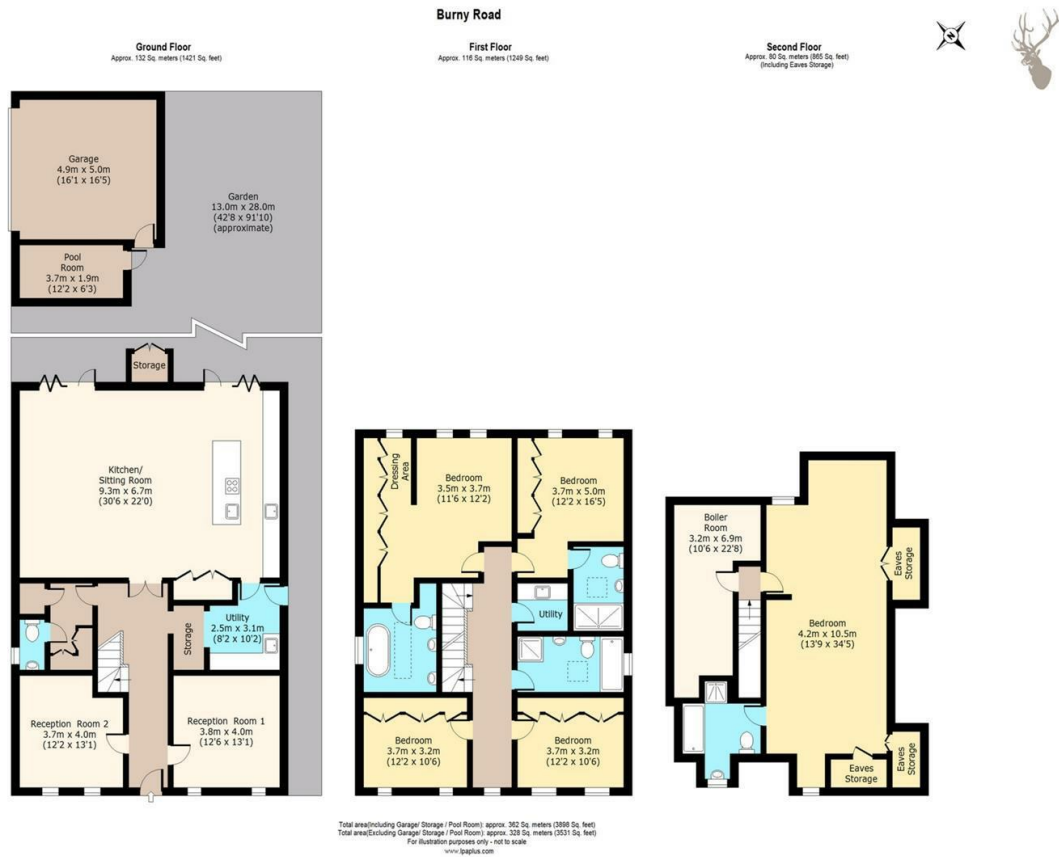 Burny Road
Ground Floor
Approx. 132 Sq. meters (1421 Sq. feet)
First Floor
Approx. 116 Sq. meters (1249 Sq. feet)
Second Floor
Approx. 80 Sq. meters (865 Sq. feet)
(Including Eaves Storage)
N
Garage
4.9m x 5.0m
(16'1 x 16'5)
Garden
13.0m x 28.0m
(42'8 x 91'10)
(approximate)
Pool
Room
3.7m x 1.9m
(12'2 x 6'3)
Storage
Kitchen/
Sitting Room
9.3m x 6.7m
(30'6 x 22'0)
Storage
Utility
2.5m x 3.1m
(8'2 x 10'2)
Reception Room 2
3.7m x 4.0m
(12'2 x 13'1)
Reception Room 1
3.8m x 4.0m
(12'6 x 13'1)
Dressing
Area
Bedroom
3.5m x 3.7m
(11'6 x 12'2)
Bedroom
3.7m x 5.0m
(12'2 x 16'5)
Utility
Bedroom
3.7m x 3.2m
(12'2 x 10'6)
Bedroom
3.7m x 3.2m
(12'2 x 10'6)
Boiler
Room
3.2m x 6.9m
(10'6 x 22'8)
Eaves
Storage
Bedroom
4.2m x 10.5m
(13'9 x 34'5)
Eaves
Storage
Eaves
Storage
Total area(Including Garage/ Storage / Pool Room): approx. 362 Sq. meters (3898 Sq. feet)
Total area(Excluding Garage/ Storage / Pool Room): approx. 328 Sq. meters (3531 Sq. feet)
For illustration purposes only - not to scale
www.lpaplus.com